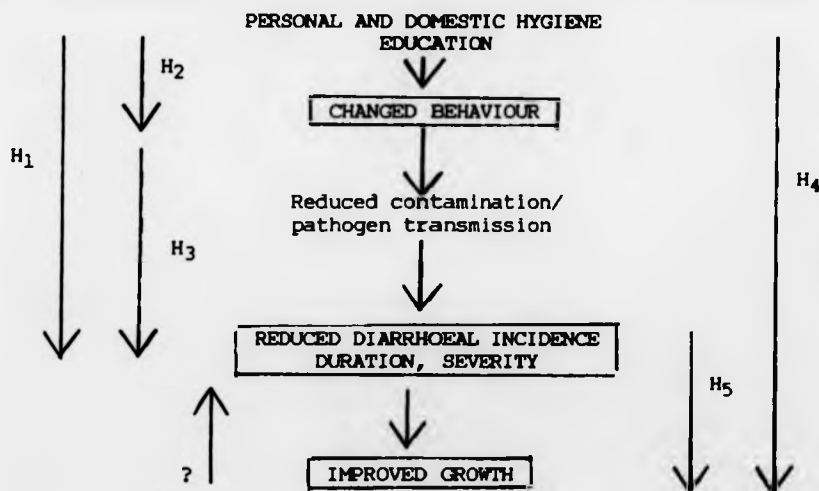 PERSONAL AND DOMESTIC HYGIENE
EDUCATION
H2
CHANGED BEHAVIOUR
H1
H4
Reduced contamination/
pathogen transmission
H3
REDUCED DIARRHOEAL INCIDENCE
DURATION, SEVERITY
H5
?
IMPROVED GROWTH